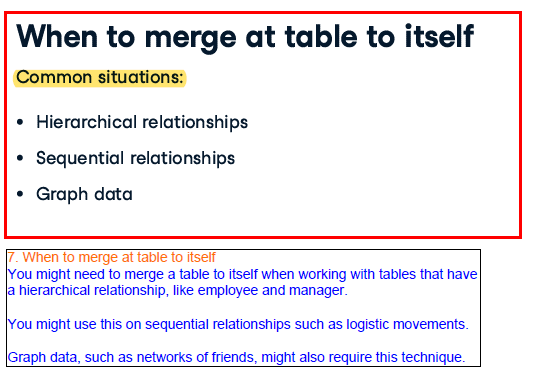 When to merge at table to itself
Common situations:
• Hierarchical relationships
• Sequential relationships
• Graph data
7. When to merge at table to itself
You might need to merge a table to itself when working with tables that have
a hierarchical relationship, like employee and manager.
You might use this on sequential relationships such as logistic movements.
Graph data, such as networks of friends, might also require this technique.